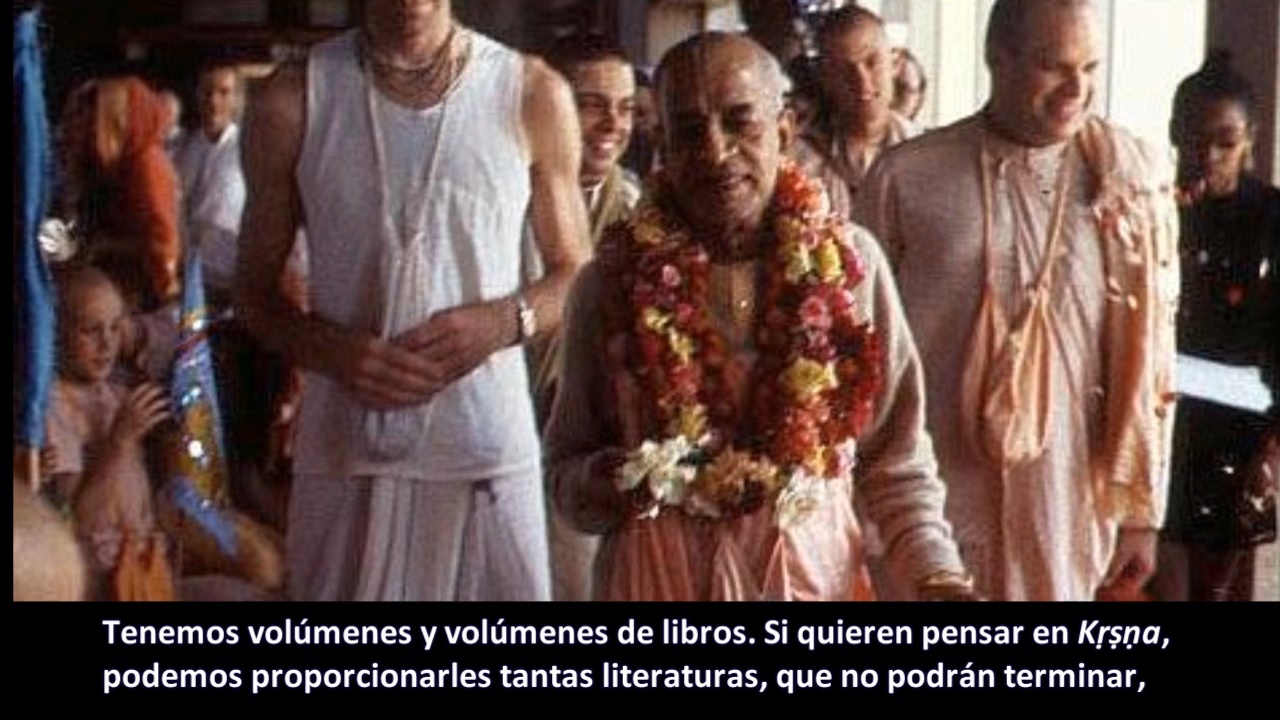 Tenemos volúmenes y volúmenes de libros. Si quieren pensar en Kṛṣṇa,
podemos proporcionarles tantas literaturas, que no podrán terminar,